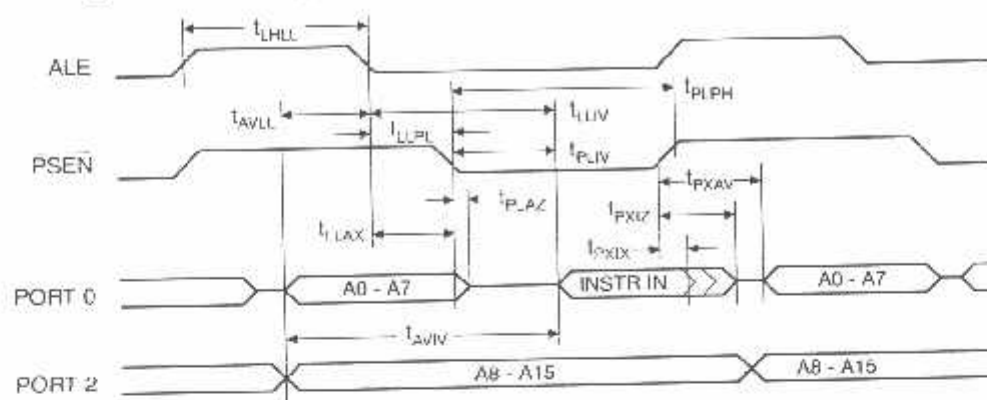 tLHLL
ALE
tPLPH
tLLIV
tAVLL
tLLPL
PSEN
tPLIV
tPXAV
tPLAZ
tPXIZ
tLLAX
tPXIX
PORT 0
A0 - A7
INSTR IN
A0 - A7
tAVIV
PORT 2
A8 - A15
A8 - A15